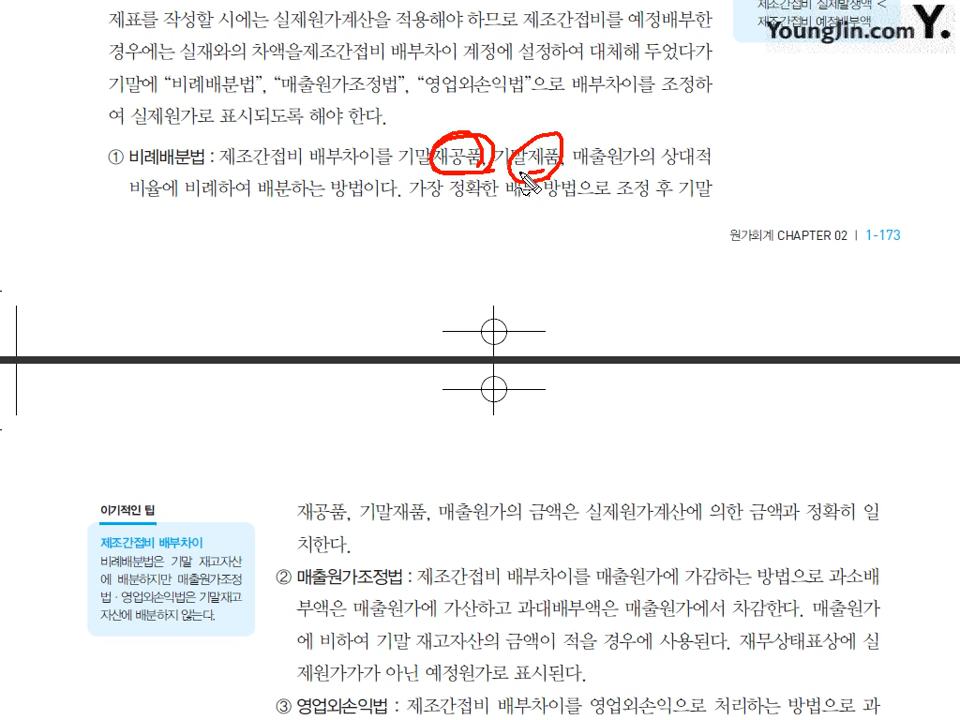 제표를 작성할 시에는 실제원가계산을 적용해야 하므로 제조간접비를 예정배부한
경우에는 실재와의 차액을제조간접비 배부차이 계정에 설정하여 대체해 두었다가
기말에 “비례배분법”, “매출원가조정법”, “영업외손익법”으로 배부차이를 조정하
여 실제원가로 표시되도록 해야 한다.
① 비례배분법 : 제조간접비 배부차이를 기말재공품, 기말제품, 매출원가의 상대적
비율에 비례하여 배분하는 방법이다. 가장 정확한 배분 방법으로 조정 후 기말
제조간접비 실제발생액 <
제조간접비 예정배부액
YoungJin.com Y.
원가회계 CHAPTER 02 | 1-173
이기적인 팁
제조간접비 배부차이
비례배분법은 기말 재고자산
에 배분하지만 매출원가조정
법·영업외손익법은 기말재고
자산에 배분하지 않는다.
재공품, 기말재품, 매출원가의 금액은 실제원가계산에 의한 금액과 정확히 일
치한다.
② 매출원가조정법 : 제조간접비 배부차이를 매출원가에 가감하는 방법으로 과소배
부액은 매출원가에 가산하고 과대배부액은 매출원가에서 차감한다. 매출원가
에 비하여 기말 재고자산의 금액이 적을 경우에 사용된다. 재무상태표상에 실
제원가가가 아닌 예정원가로 표시된다.
③ 영업외손익법 : 제조간접비 배부차이를 영업외손익으로 처리하는 방법으로 과